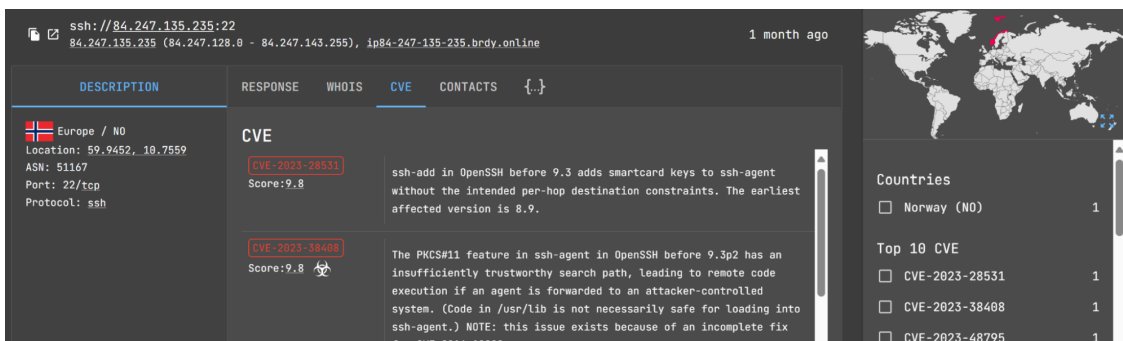 ssh://84.247.135.235:22
84.247.135.235 (84.247.128.0 - 84.247.143.255), ip84-247-135-235.brdy.online
1 month ago
DESCRIPTION
RESPONSE WHOIS CVE CONTACTS {…}
Europe / NO
Location: 59.9452, 10.7559
ASN: 51167
Port: 22/tcp
Protocol: ssh
CVE
CVE-2023-28531
Score:9.8
ssh-add in OpenSSH before 9.3 adds smartcard keys to ssh-agent
without the intended per-hop destination constraints. The earliest
affected version is 8.9.
CVE-2023-38408
Score:9.8
The PKCS#11 feature in ssh-agent in OpenSSH before 9.3p2 has an
insufficiently trustworthy search path, leading to remote code
execution if an agent is forwarded to an attacker-controlled
system. (Code in /usr/lib is not necessarily safe for loading into
ssh-agent.) NOTE: this issue exists because of an incomplete fix
Countries
Norway (NO) 1
Top 10 CVE
CVE-2023-28531 1
CVE-2023-38408 1
CVE-2023-48795 1